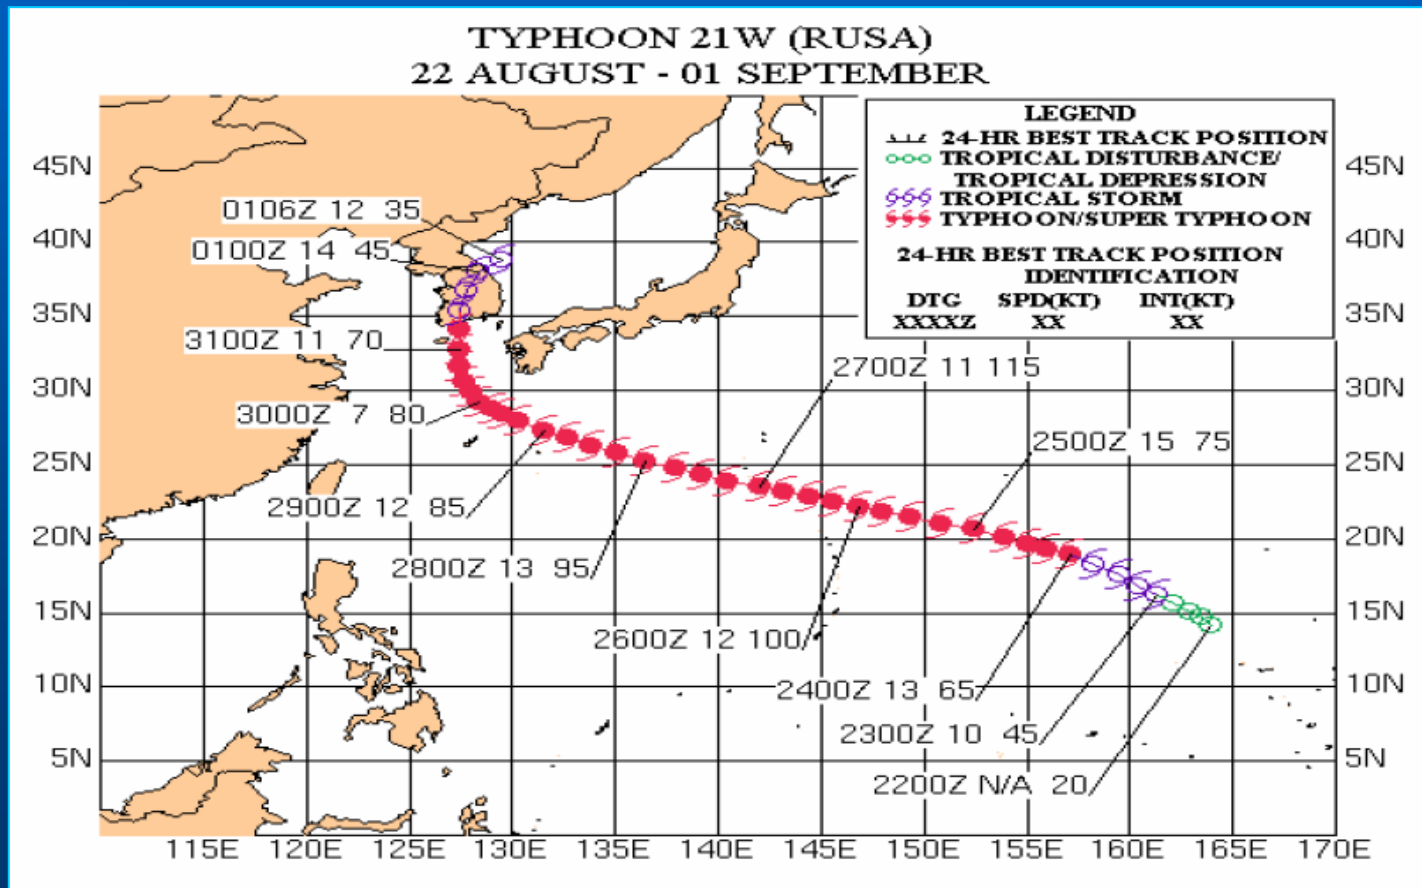 TYPHOON 21W (RUSA)
22 AUGUST - 01 SEPTEMBER
LEGEND
24-HR BEST TRACK POSITION
TROPICAL DISTURBANCE/
TROPICAL DEPRESSION
TROPICAL STORM
TYPHOON/SUPER TYPHOON
24-HR BEST TRACK POSITION
IDENTIFICATION
DTG SPD(KT) INT(KT)
XXXXZ XX XX
45N 45N
0106Z 12 35
40N 40N
0100Z 14 45
35N 35N
3100Z 11 70
2700Z 11 115
30N 30N
3000Z 7 80
2500Z 15 75
25N 25N
2900Z 12 85
20N 20N
2800Z 13 95
15N 15N
2600Z 12 100
10N 10N
2400Z 13 65
2300Z 10 45
5N 5N
2200Z N/A 20
115E 120E 125E 130E 135E 140E 145E 150E 155E 160E 165E 170E